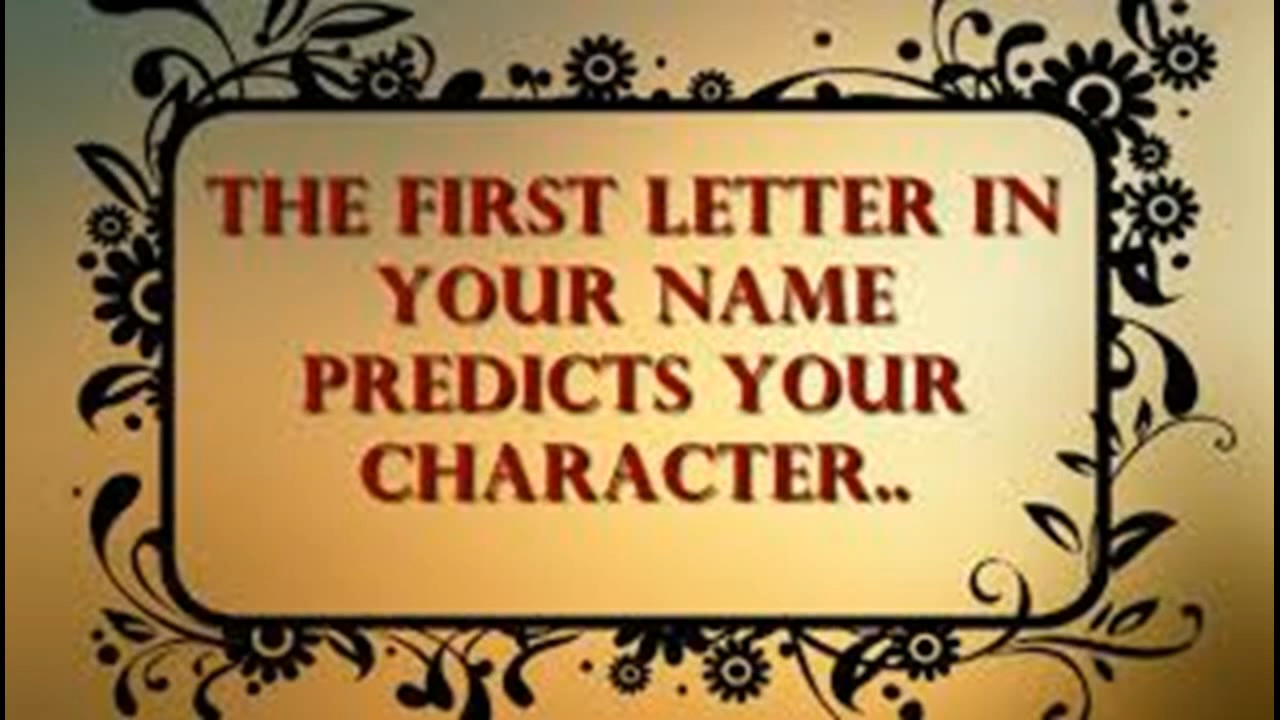 THE FIRST LETTER IN
YOUR NAME
PREDICTS YOUR
CHARACTER..